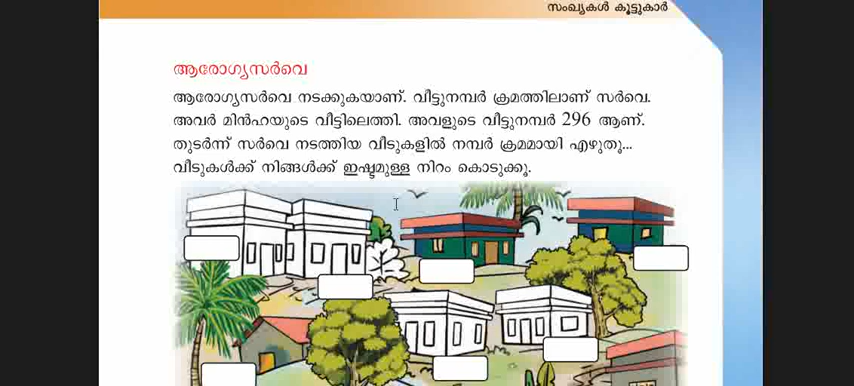 സംഖ്യകൾ കൂട്ടുകാർ
ആരോഗ്യസർവെ
ആരോഗ്യസർവെ നടക്കുകയാണ്. വീട്ടുനമ്പർ ക്രമത്തിലാണ് സർവെ.
അവർ മിൻഹയുടെ വീട്ടിലെത്തി. അവളുടെ വീട്ടുനമ്പർ 296 ആണ്.
തുടർന്ന് സർവെ നടത്തിയ വീടുകളിൽ നമ്പർ ക്രമമായി എഴുതൂ...
വീടുകൾക്ക് നിങ്ങൾക്ക് ഇഷ്ടമുള്ള നിറം കൊടുക്കൂ.